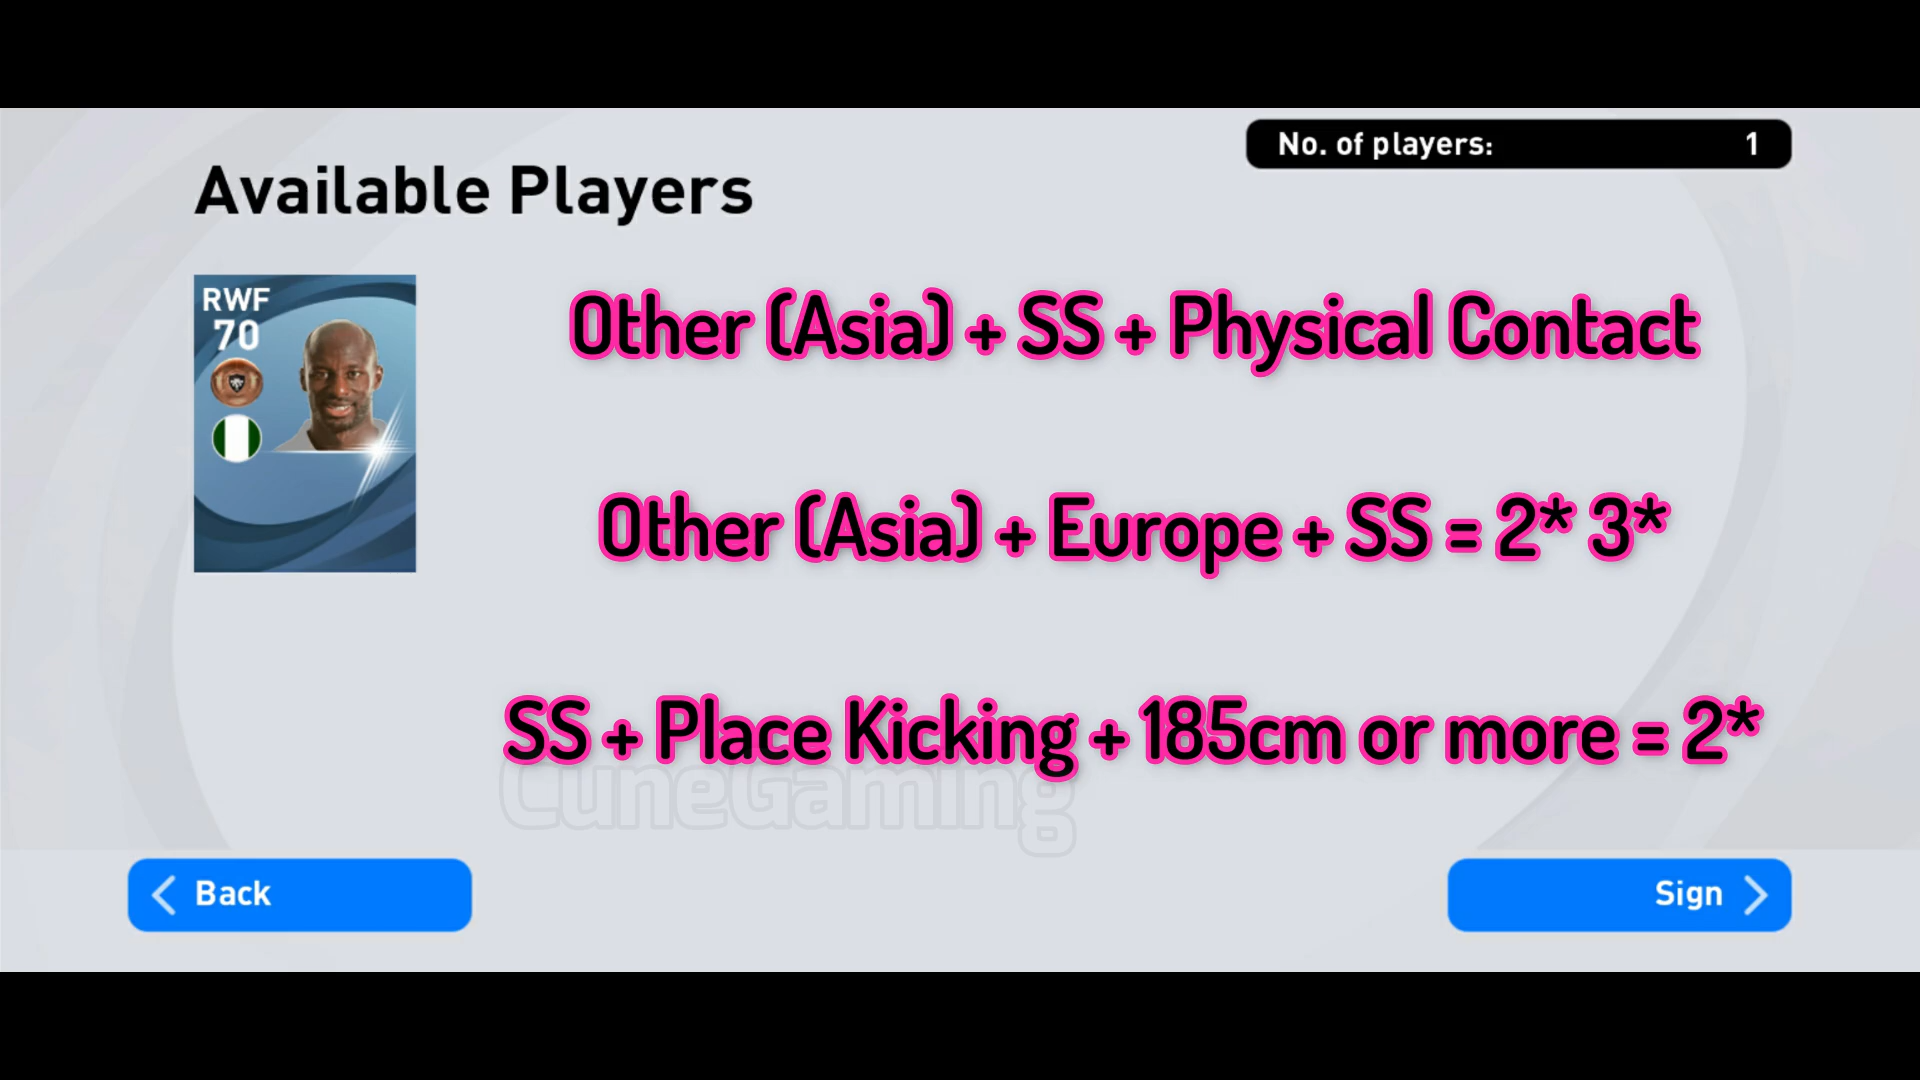 No. of players: 1
Available Players
RWF
70
Other (Asia) + SS + Physical Contact
Other (Asia) + Europe + SS = 2* 3*
SS + Place Kicking + 185cm or more = 2*
CuneGaming
Back
Sign